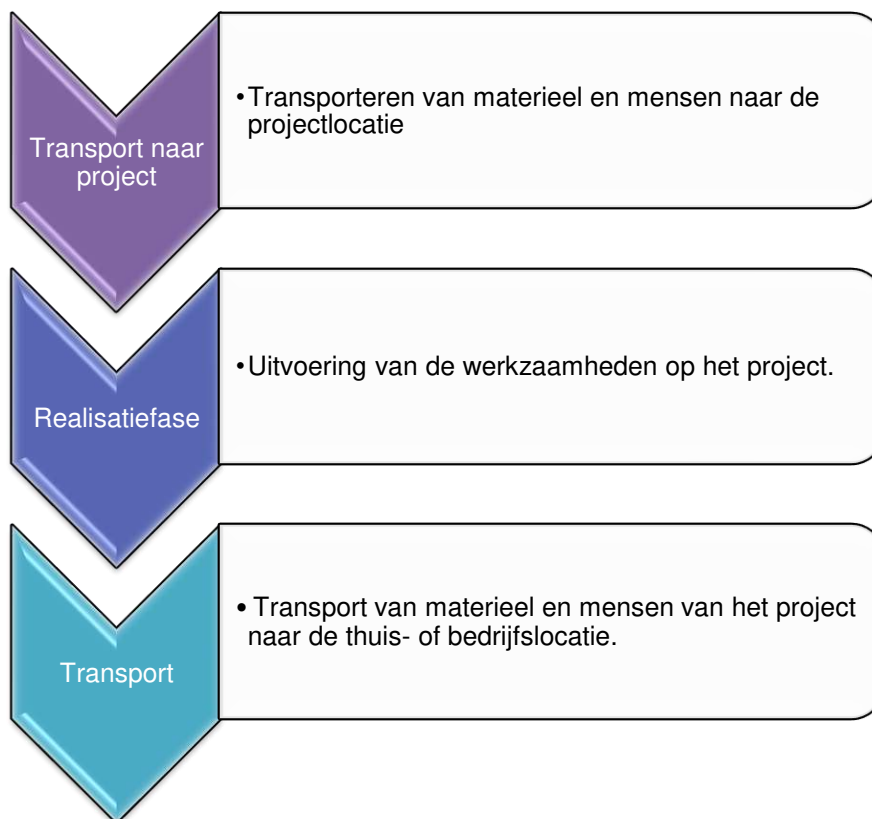 Transport naar
project
•Transporteren van materieel en mensen naar de
projectlocatie
Realisatiefase
•Uitvoering van de werkzaamheden op het project.
Transport
• Transport van materieel en mensen van het project
naar de thuis- of bedrijfslocatie.